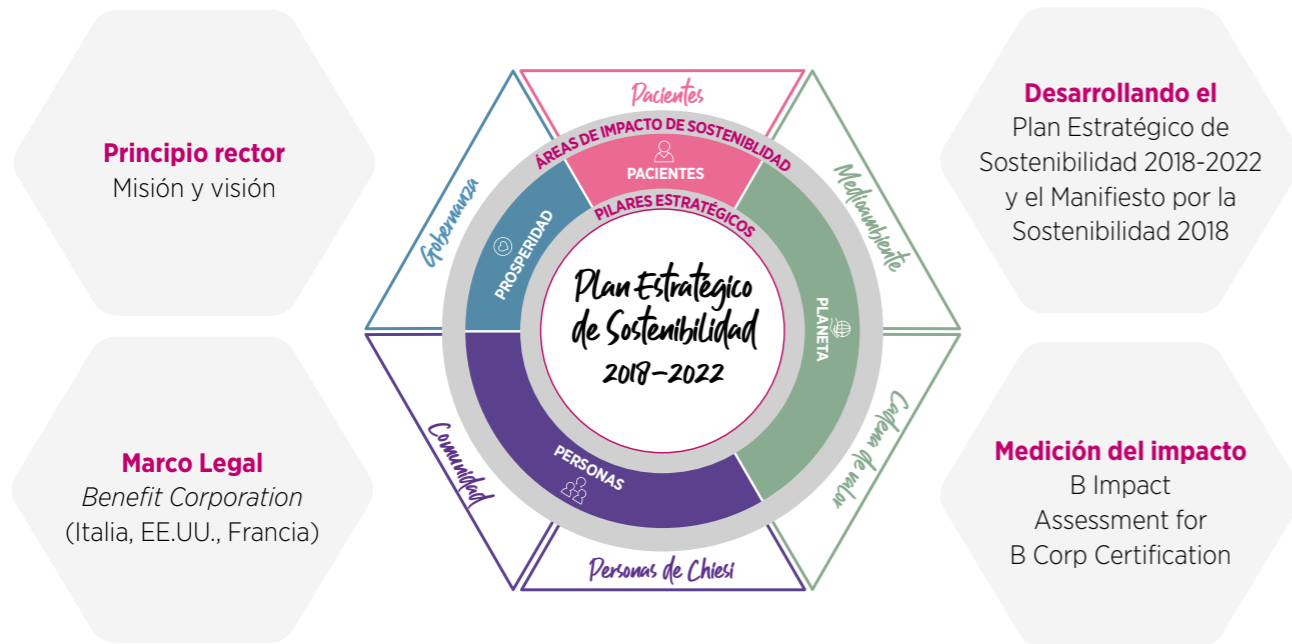 Principio rector
Misión y visión
Marco Legal
Benefit Corporation
(Italia, EE.UU., Francia)
Pacientes
ÁREAS DE IMPACTO DE SOSTENIBLIDAD
PACIENTES
PILARES ESTRATÉGICOS
Gobernanza
PROSPERIDAD
Medioambiente
PLANETA
Plan Estratégico
de Sostenibilidad
2018-2022
Comunidad
PERSONAS
Cadena de valor
Personas de Chiesi
Desarrollando el
Plan Estratégico de
Sostenibilidad 2018-2022
y el Manifiesto por la
Sostenibilidad 2018
Medición del impacto
B Impact
Assessment for
B Corp Certification